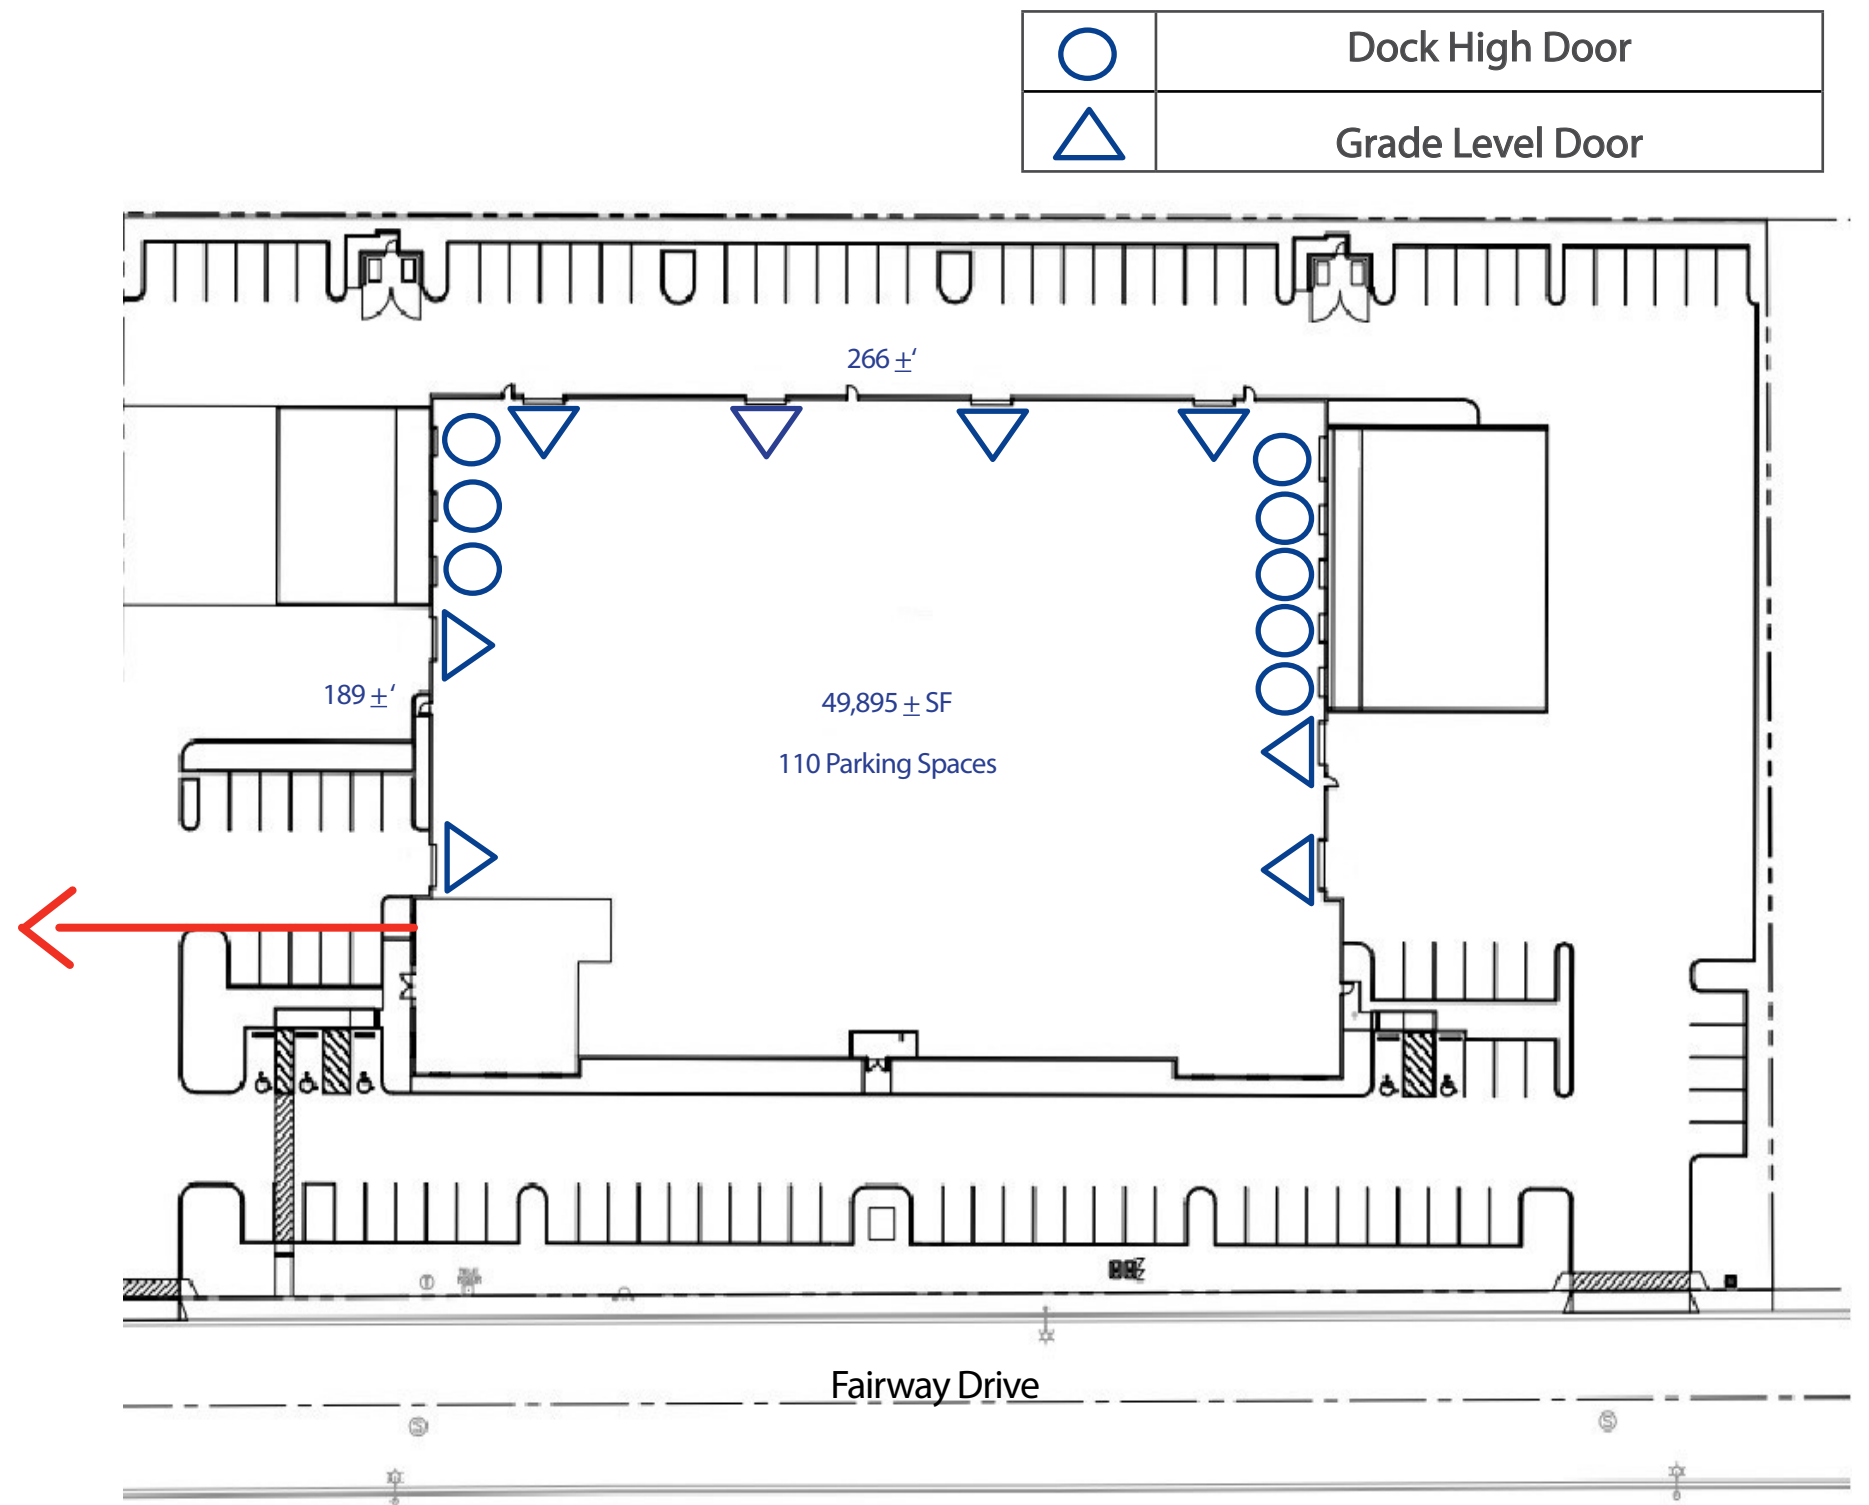 Dock High Door
Grade Level Door
266 ±‘
189 ±‘
49,895 ± SF
110 Parking Spaces
Fairway Drive
S
S